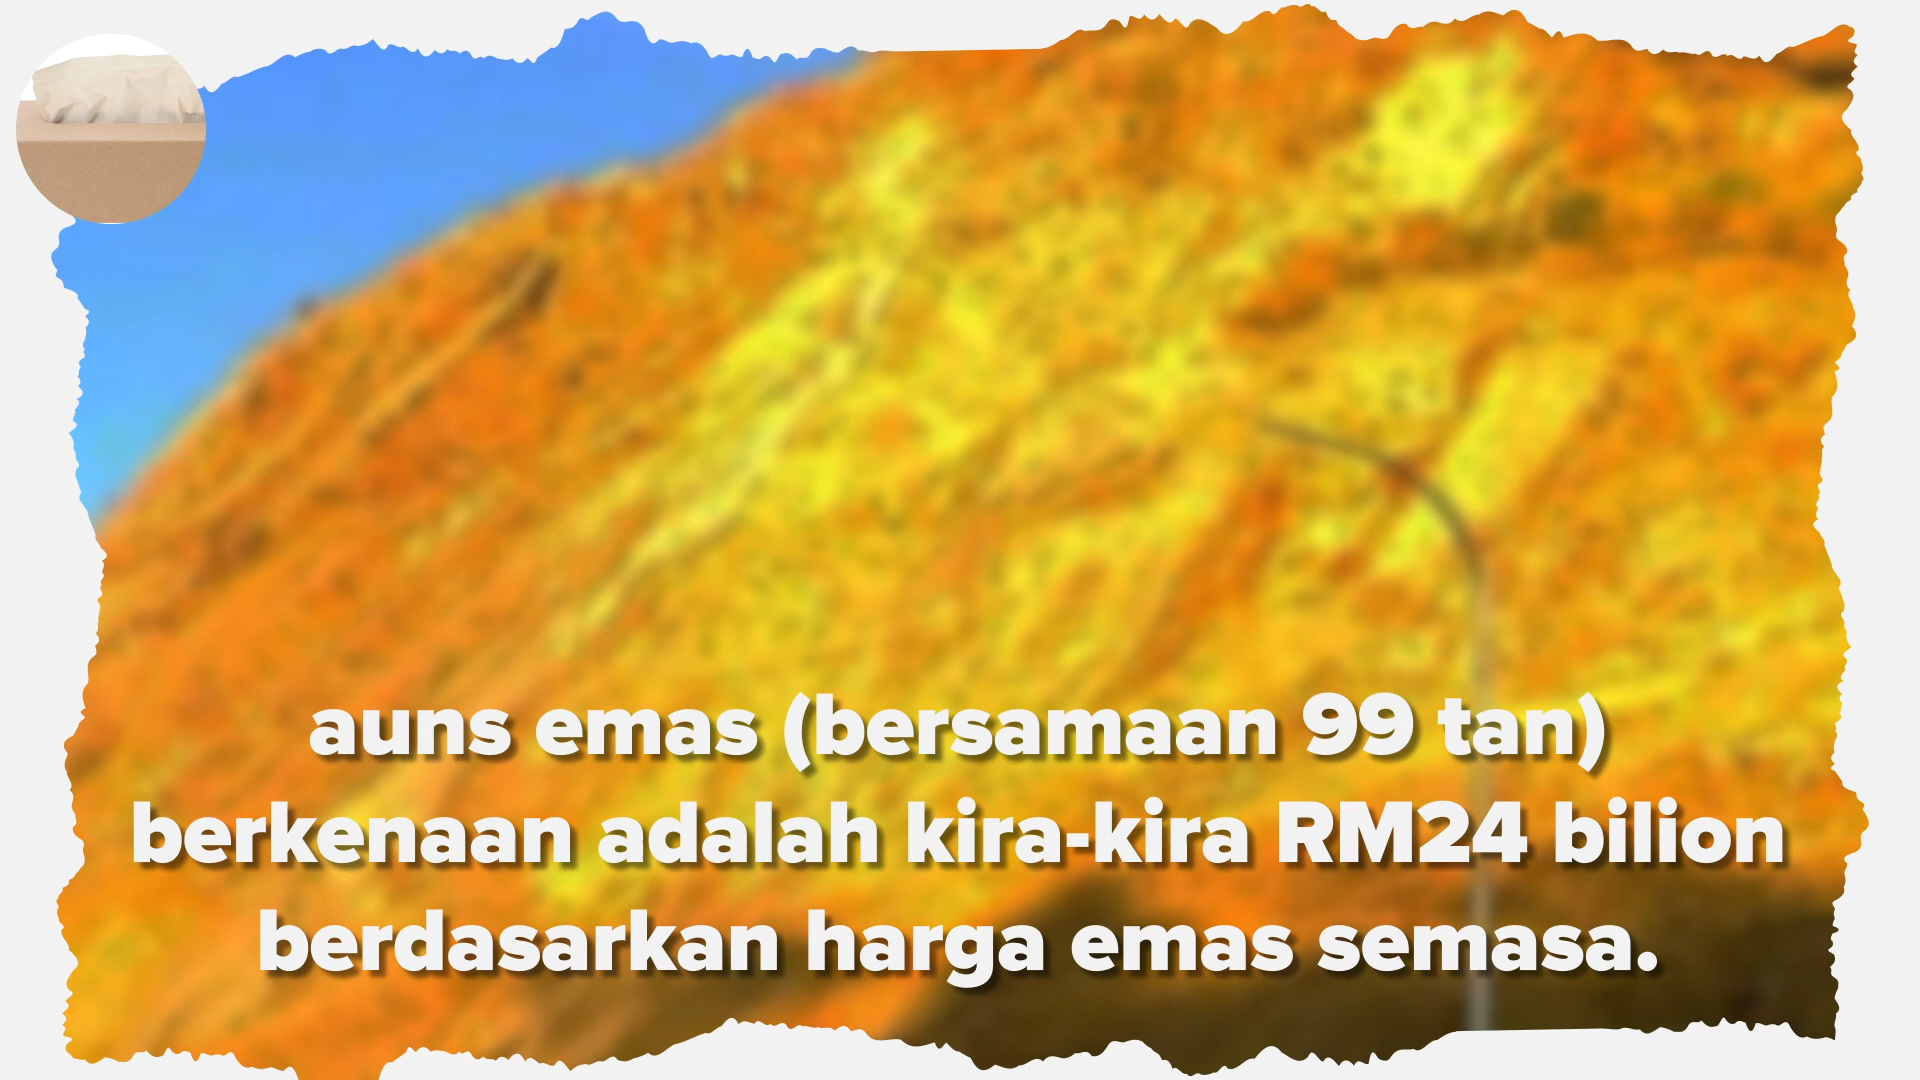 auns emas (bersamaan 99 tan)
berkenaan adalah kira-kira RM24 bilion
berdasarkan harga emas semasa.